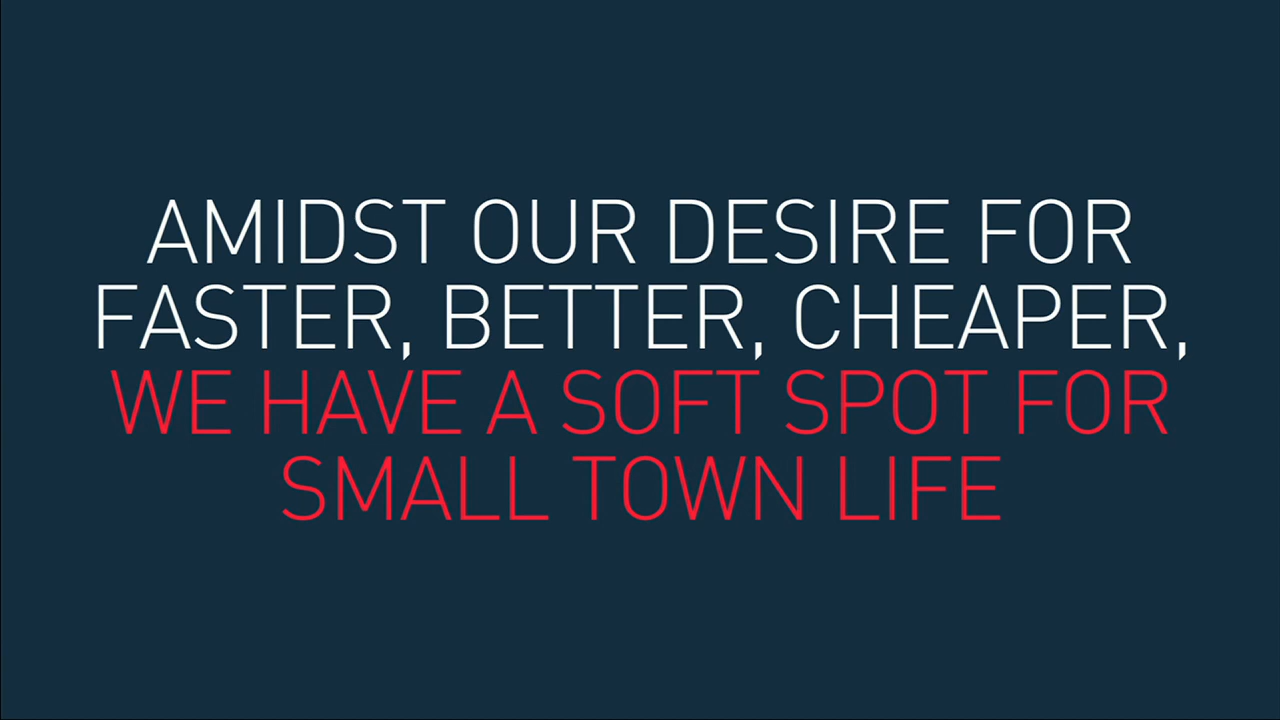 AMIDST OUR DESIRE FOR
FASTER, BETTER, CHEAPER,
WE HAVE A SOFT SPOT FOR
SMALL TOWN LIFE